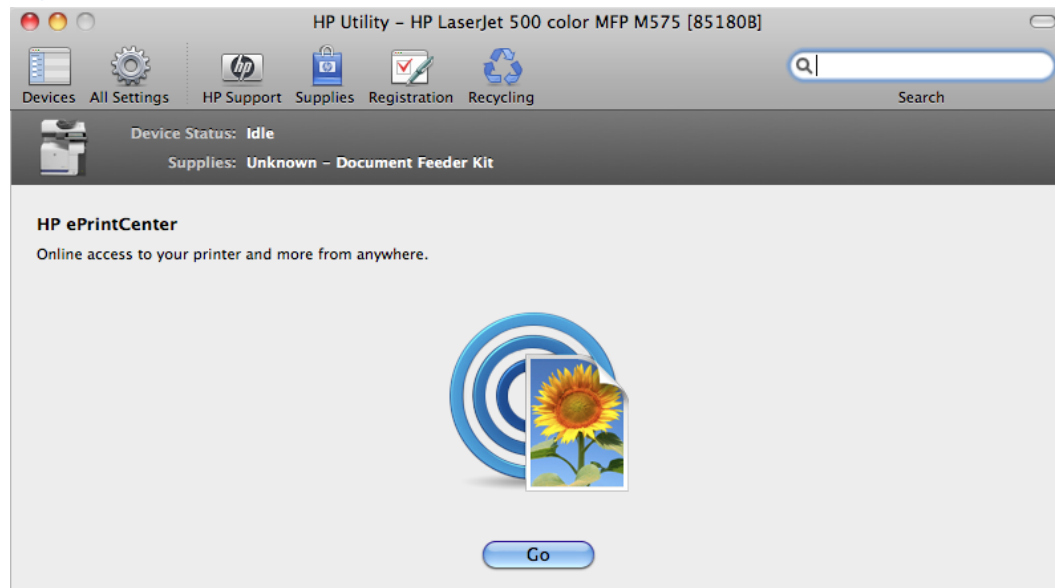 HP Utility – HP LaserJet 500 color MFP M575 [85180B]
Devices All Settings HP Support Supplies Registration Recycling Search
Device Status: Idle
Supplies: Unknown – Document Feeder Kit
HP ePrintCenter
Online access to your printer and more from anywhere.
Go